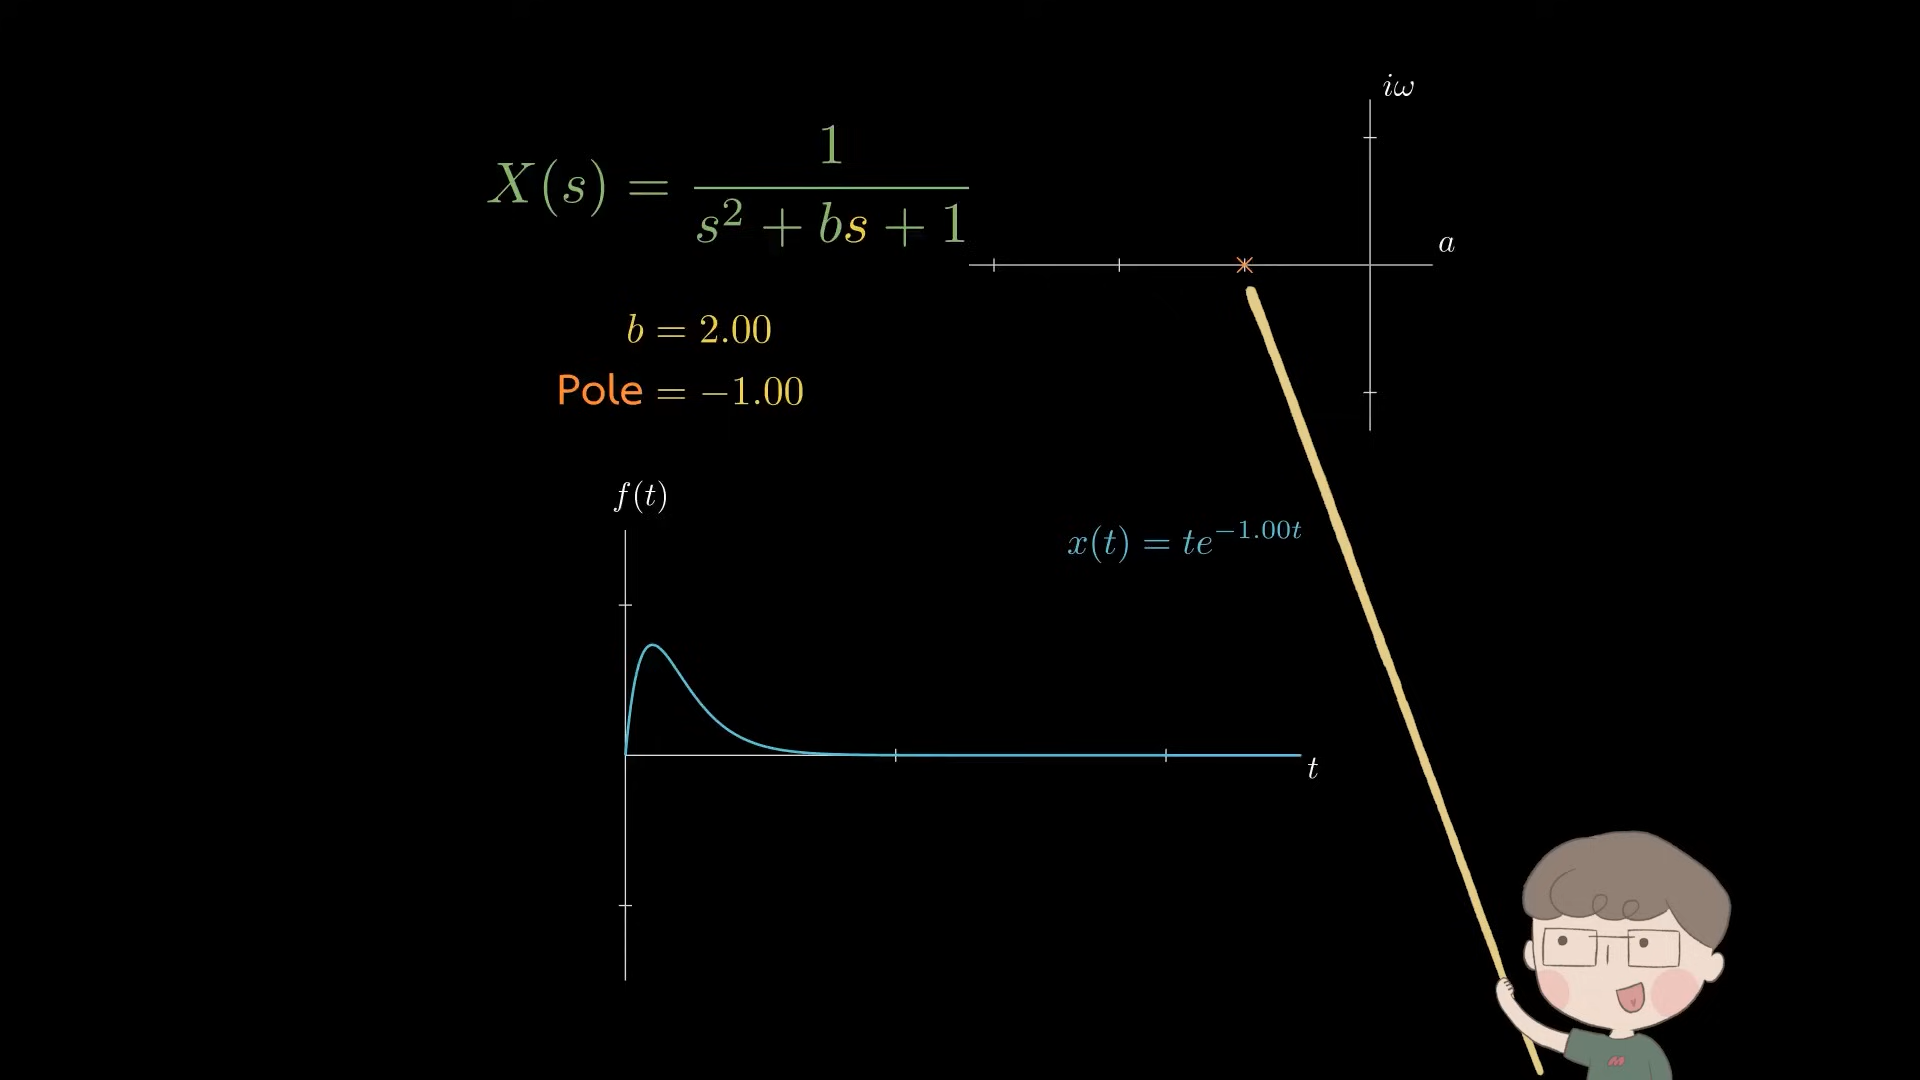 iω
X(s) = 1 / (s² + bs + 1)
a
b = 2.00
Pole = −1.00
f(t)
x(t) = te^{−1.00t}
t
M